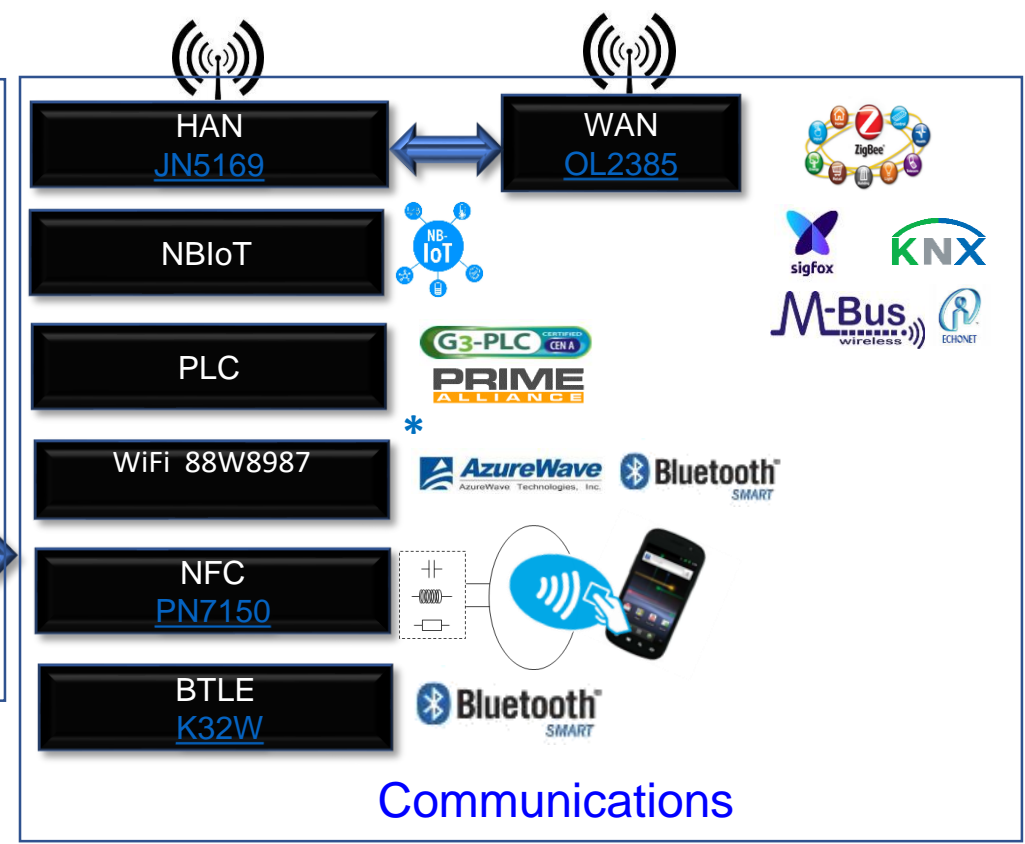 HAN
JN5169
WAN
OL2385
ZigBee
NBIoT
NB-
IoT
sigfox
KNX
M-Bus
wireless
ECHONET
PLC
G3-PLC CERTIFIED
CEN A
PRIME
ALLIANCE
*
WiFi 88W8987
AzureWave
AzureWave Technologies, Inc.
Bluetooth
SMART
NFC
PN7150
BTLE
K32W
Bluetooth
SMART
Communications